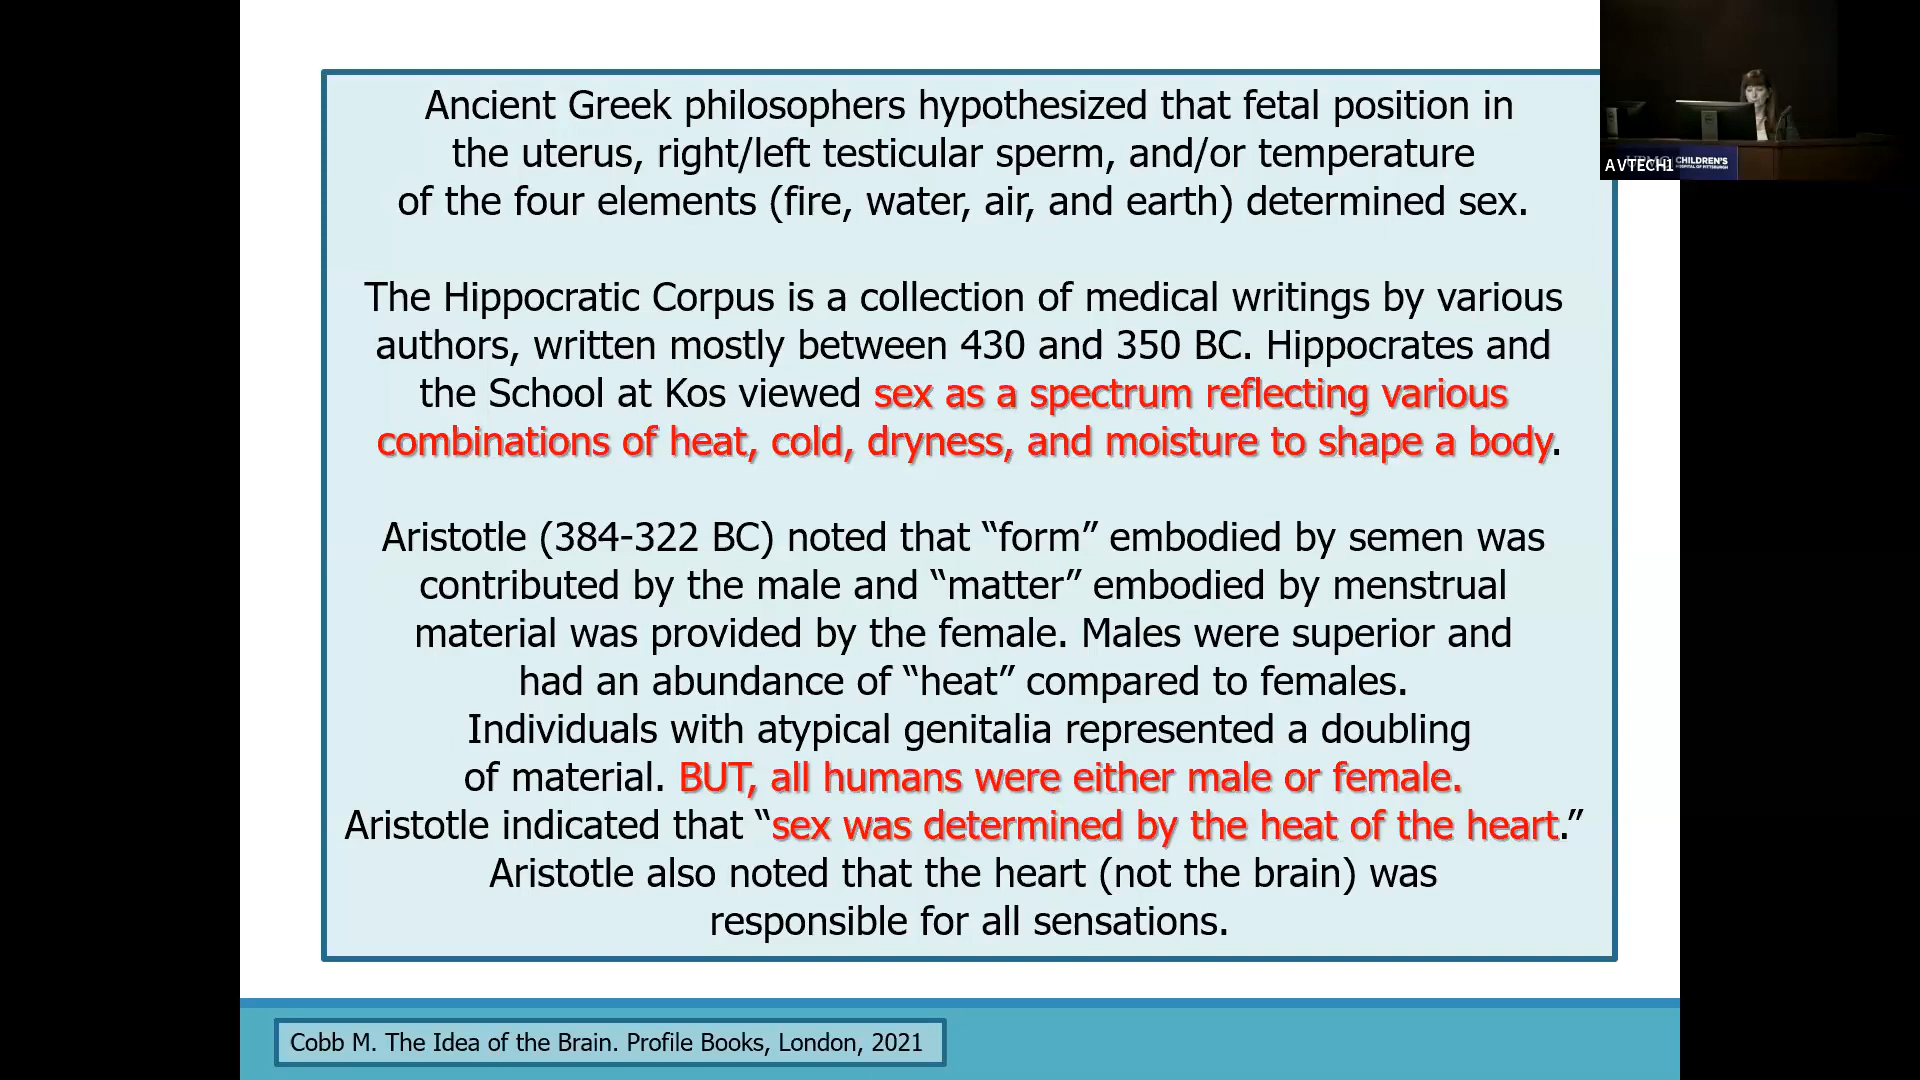 Ancient Greek philosophers hypothesized that fetal position in
the uterus, right/left testicular sperm, and/or temperature
of the four elements (fire, water, air, and earth) determined sex.
The Hippocratic Corpus is a collection of medical writings by various
authors, written mostly between 430 and 350 BC. Hippocrates and
the School at Kos viewed sex as a spectrum reflecting various
combinations of heat, cold, dryness, and moisture to shape a body.
Aristotle (384-322 BC) noted that “form” embodied by semen was
contributed by the male and “matter” embodied by menstrual
material was provided by the female. Males were superior and
had an abundance of “heat” compared to females.
Individuals with atypical genitalia represented a doubling
of material. BUT, all humans were either male or female.
Aristotle indicated that “sex was determined by the heat of the heart.”
Aristotle also noted that the heart (not the brain) was
responsible for all sensations.
Cobb M. The Idea of the Brain. Profile Books, London, 2021
AVTECH1
CHILDREN'S
HOSPITAL OF PITTSBURGH